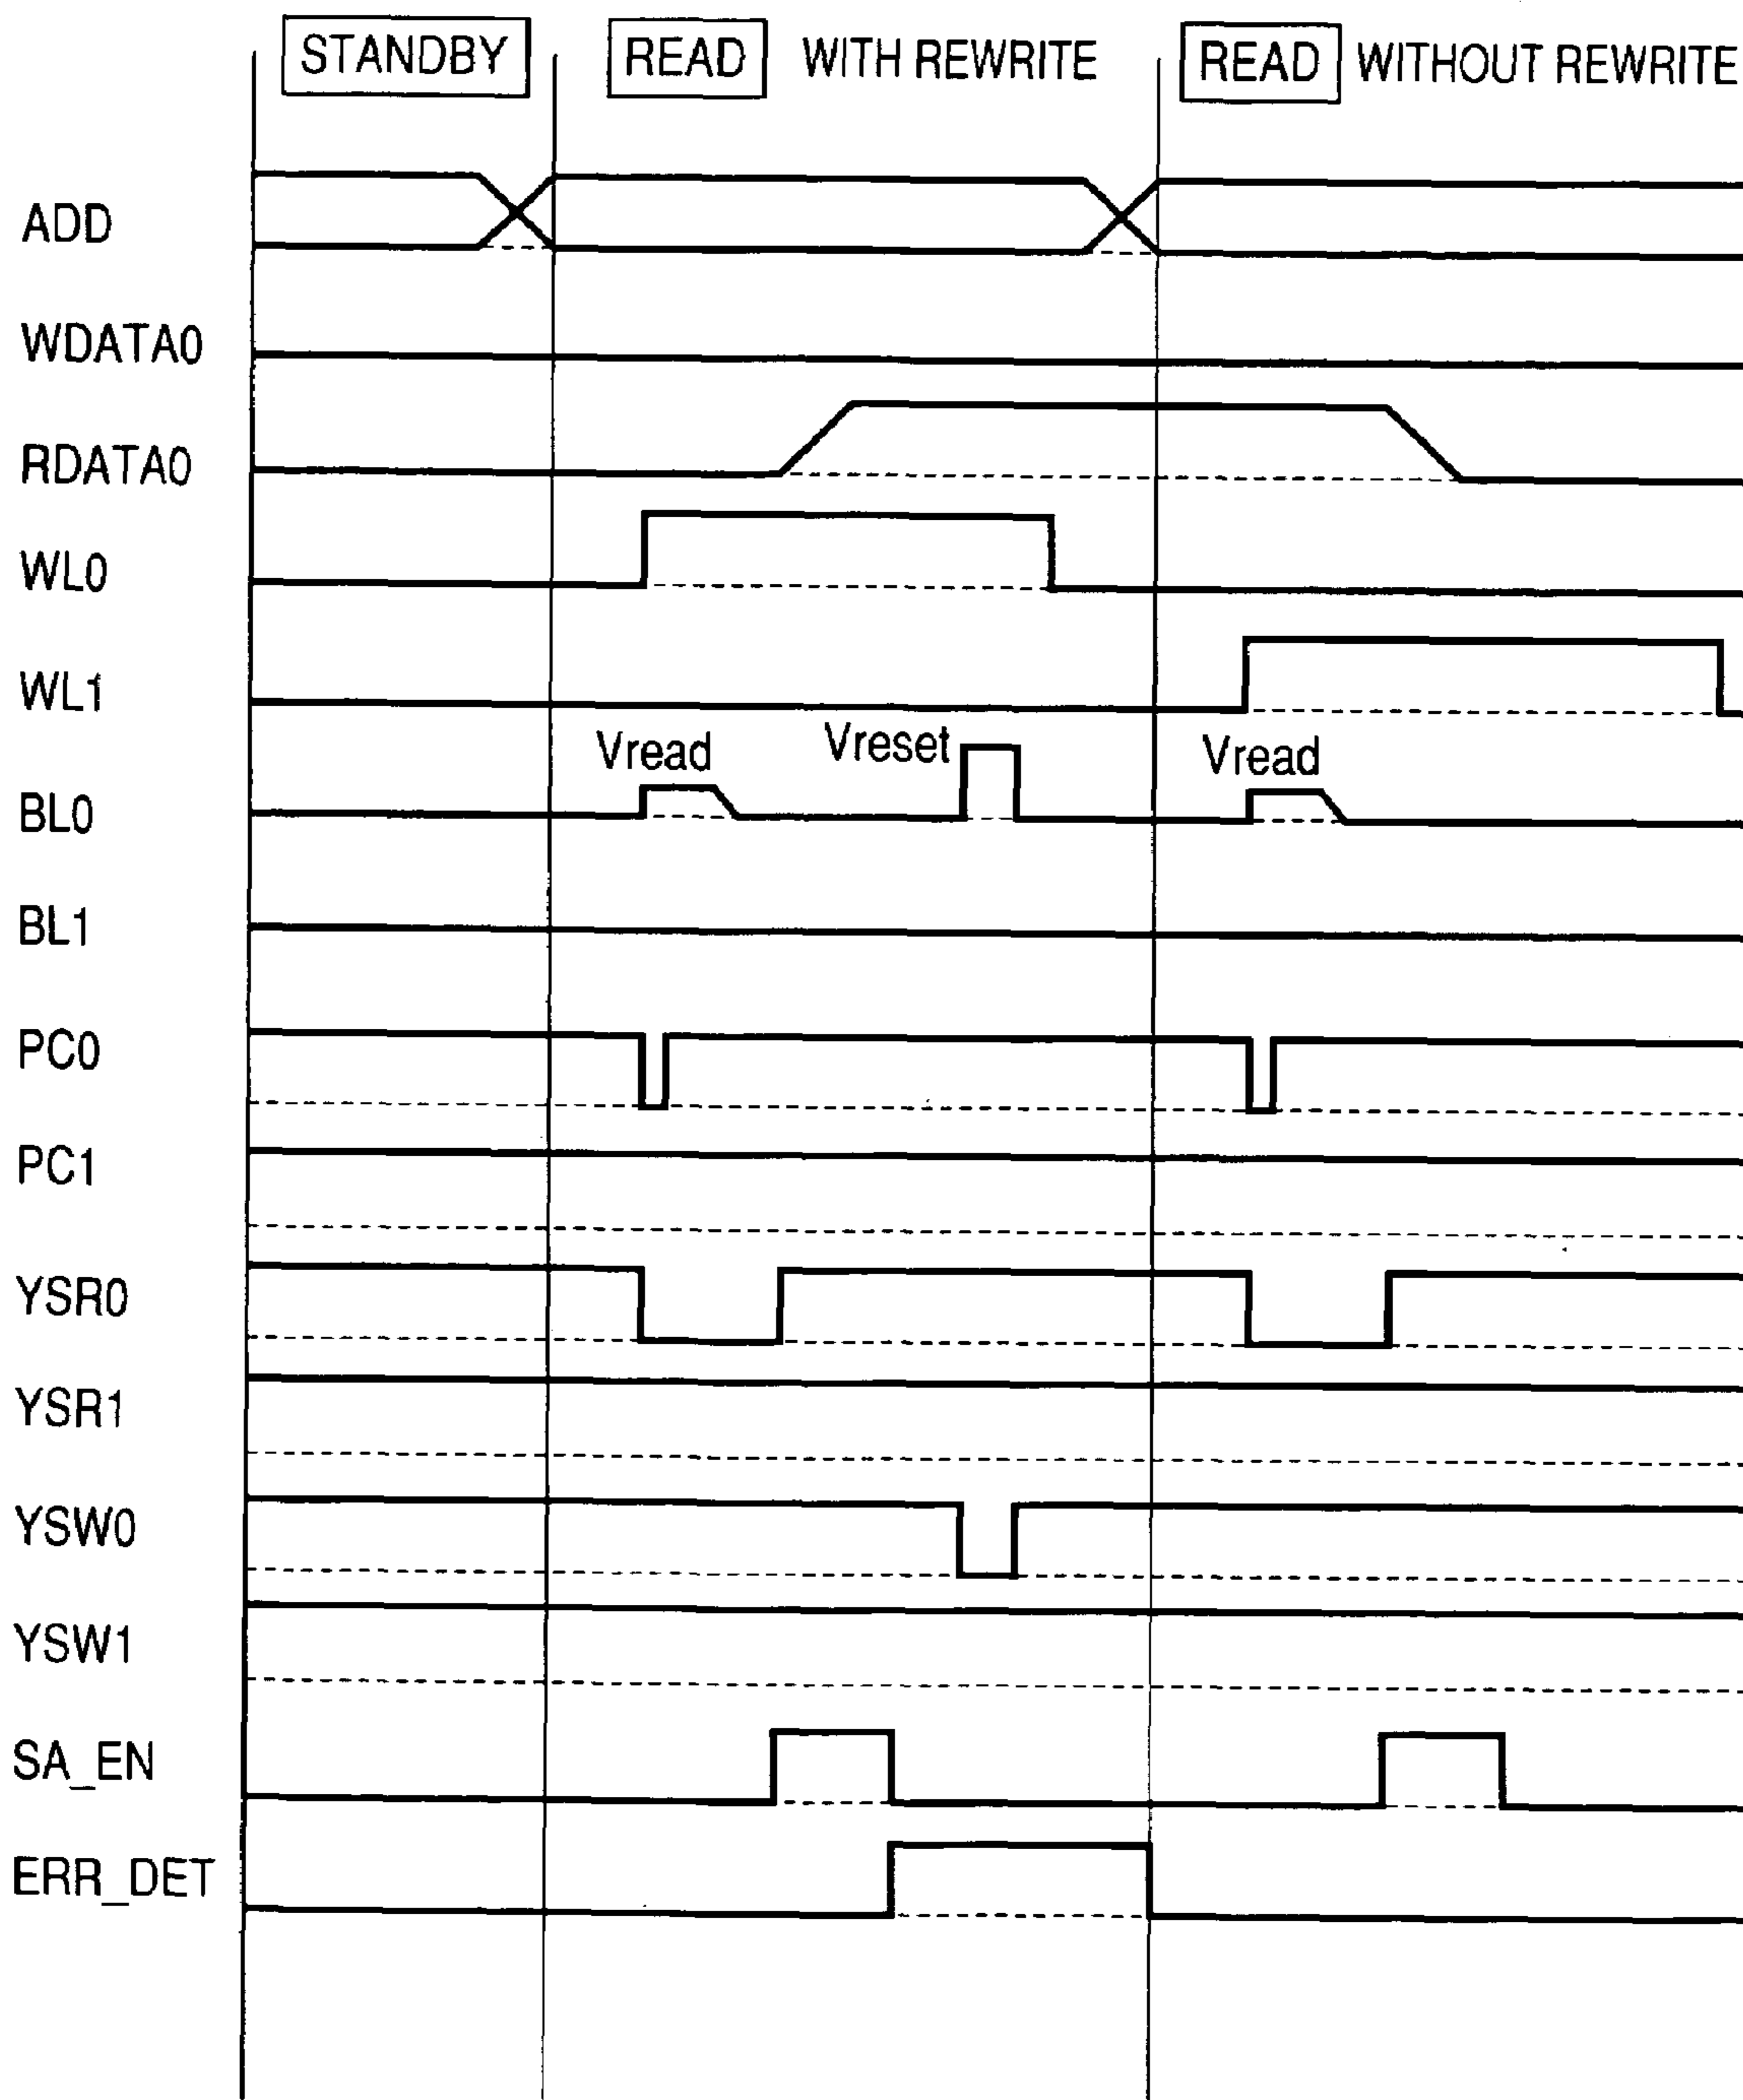 STANDBY READ WITH REWRITE READ WITHOUT REWRITE
ADD
WDATA0
RDATA0
WL0
WL1
Vread Vreset Vread
BL0
BL1
PC0
PC1
YSR0
YSR1
YSW0
YSW1
SA_EN
ERR_DET